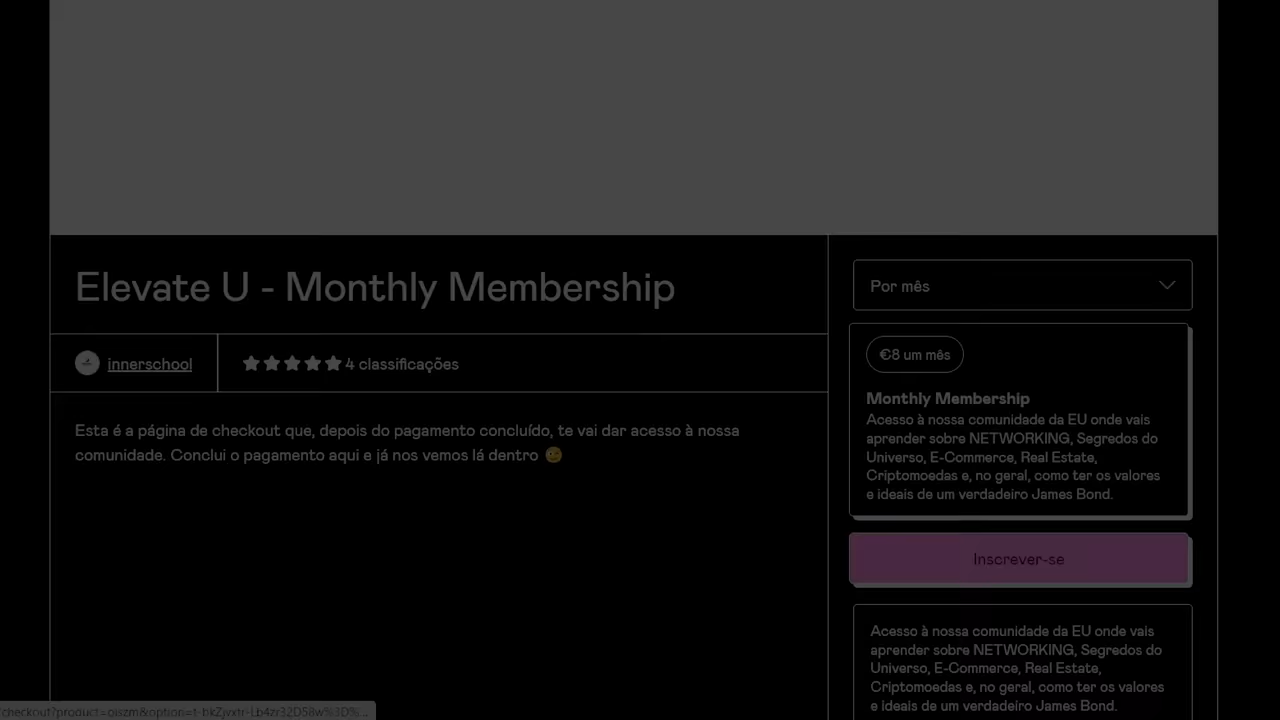 Elevate U - Monthly Membership
innerschool
4 classificações
Esta é a página de checkout que, depois do pagamento concluído, te vai dar acesso à nossa
comunidade. Conclui o pagamento aqui e já nos vemos lá dentro
Por mês
€8 um mês
Monthly Membership
Acesso à nossa comunidade da EU onde vais
aprender sobre NETWORKING, Segredos do
Universo, E-Commerce, Real Estate,
Criptomoedas e, no geral, como ter os valores
e ideais de um verdadeiro James Bond.
Inscrever-se
Acesso à nossa comunidade da EU onde vais
aprender sobre NETWORKING, Segredos do
Universo, E-Commerce, Real Estate,
Criptomoedas e, no geral, como ter os valores
e ideais de um verdadeiro James Bond.